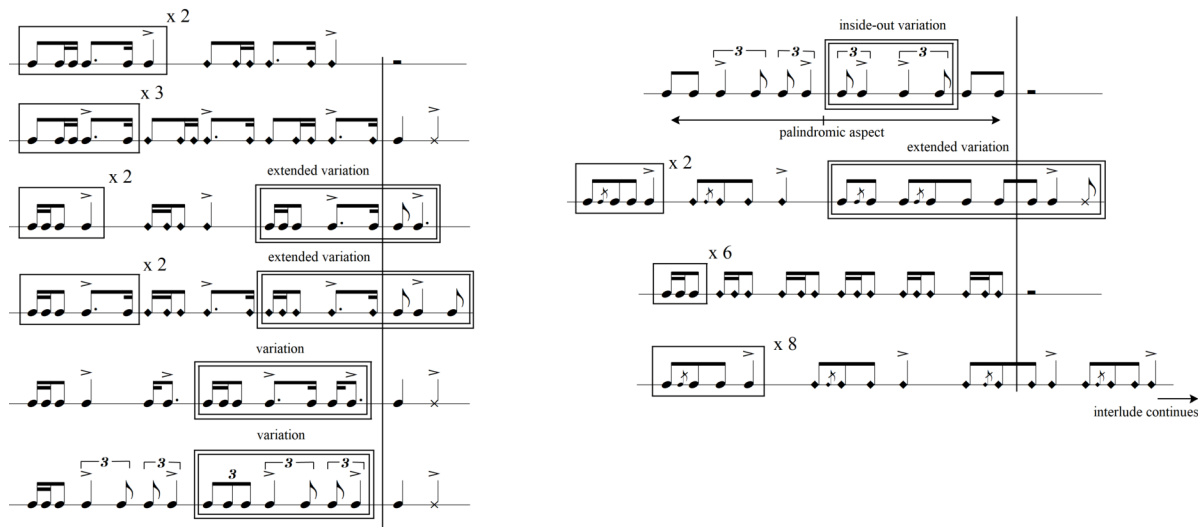 x 2
x 3
x 2
extended variation
x 2
extended variation
variation
variation
3 3 3 3 3
inside-out variation
3 3 3 3
palindromic aspect
extended variation
x 2
x 6
x 8
interlude continues